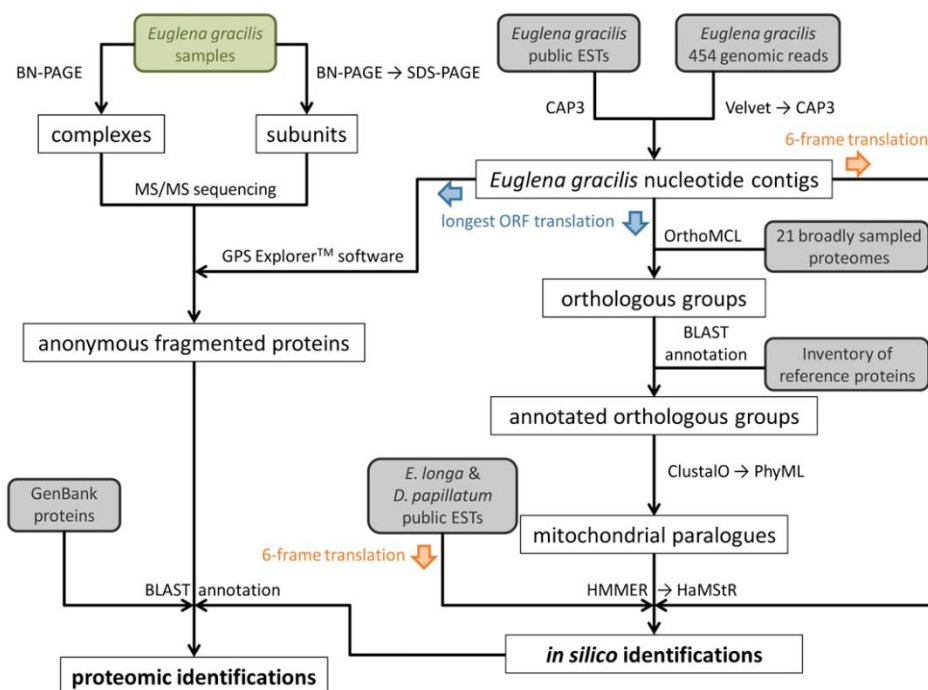 Euglena gracilis
samples
BN-PAGE
BN-PAGE → SDS-PAGE
complexes
subunits
MS/MS sequencing
GPS Explorer™ software
anonymous fragmented proteins
GenBank
proteins
BLAST annotation
proteomic identifications
Euglena gracilis
public ESTs
Euglena gracilis
454 genomic reads
CAP3
Velvet → CAP3
6-frame translation
Euglena gracilis nucleotide contigs
longest ORF translation
OrthoMCL
21 broadly sampled
proteomes
orthologous groups
BLAST
annotation
Inventory of
reference proteins
annotated orthologous groups
ClustalO → PhyML
E. longa &
D. papillatum
public ESTs
mitochondrial paralogues
6-frame translation
HMMER → HaMStR
in silico identifications